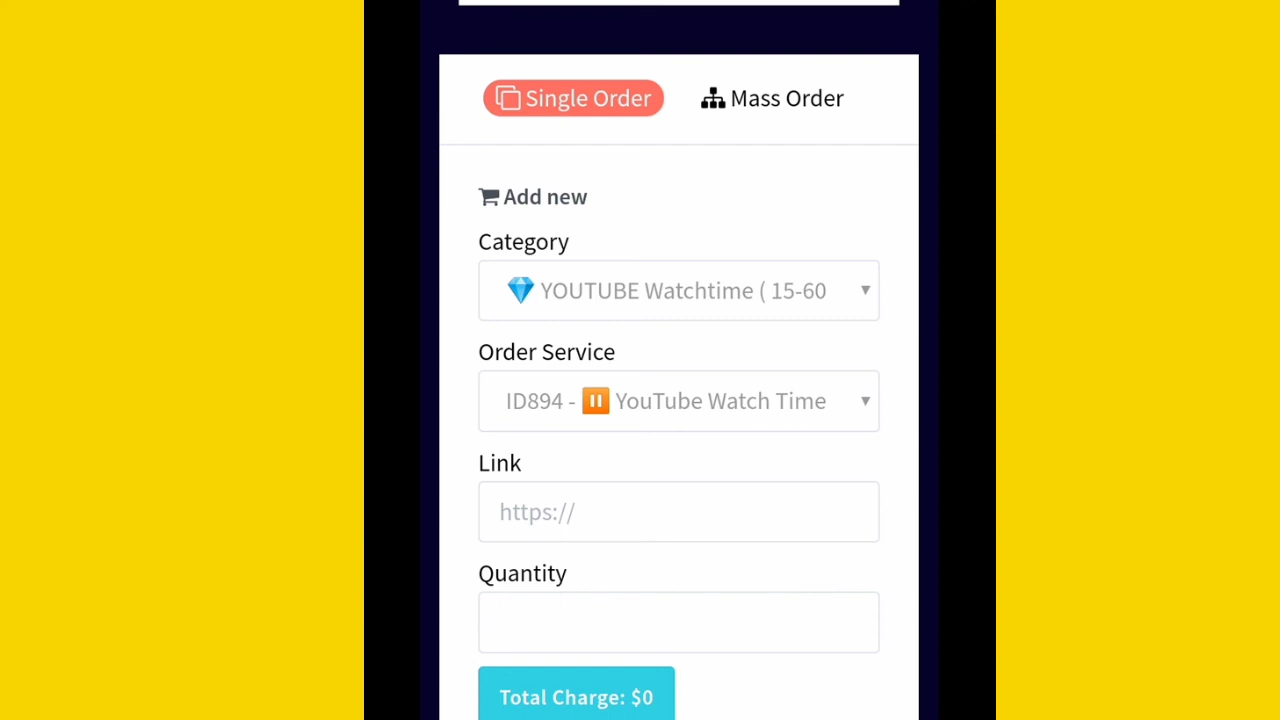 Single Order
Mass Order
Add new
Category
💎 YOUTUBE Watchtime ( 15-60
Order Service
ID894 - ⏸ YouTube Watch Time
Link
https://
Quantity
Total Charge: $0